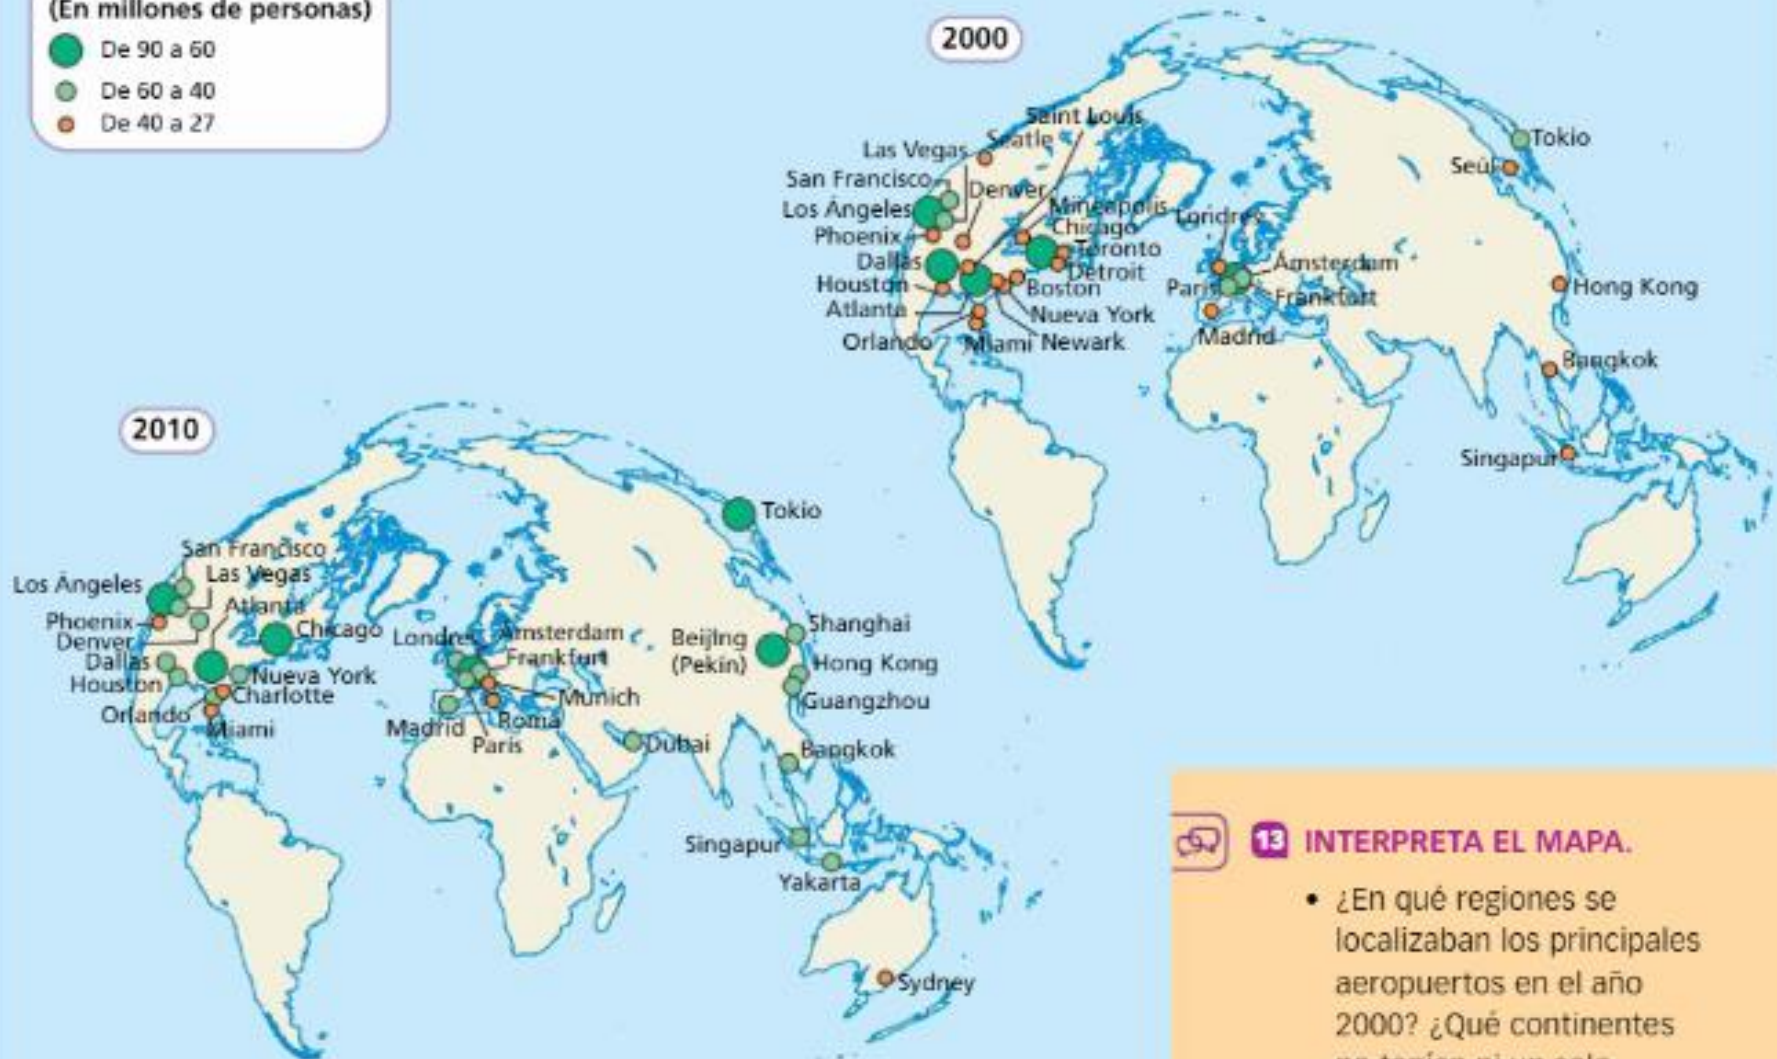 (En millones de personas)
De 90 a 60
De 60 a 40
De 40 a 27
2000
Saint Louis
Seatle
Las Vegas
San Francisco
Denver
Los Ángeles
Mineapolis
Phoenix
Chicago
Toronto
Dallas
Detroit
Houston
Boston
Atlanta
Nueva York
Orlando
Miami
Newark
Londres
Amsterdam
París
Frankfurt
Madrid
Tokio
Seúl
Hong Kong
Bangkok
Singapur
2010
San Francisco
Los Ángeles
Las Vegas
Phoenix
Atlanta
Denver
Chicago
Dallas
Nueva York
Houston
Charlotte
Orlando
Miami
Londres
Amsterdam
Frankfurt
Munich
Madrid
Roma
Paris
Tokio
Shanghai
Beijing
(Pekín)
Hong Kong
Guangzhou
Dubai
Bangkok
Singapur
Yakarta
Sydney
13 INTERPRETA EL MAPA.
• ¿En qué regiones se
localizaban los principales
aeropuertos en el año
2000? ¿Qué continentes